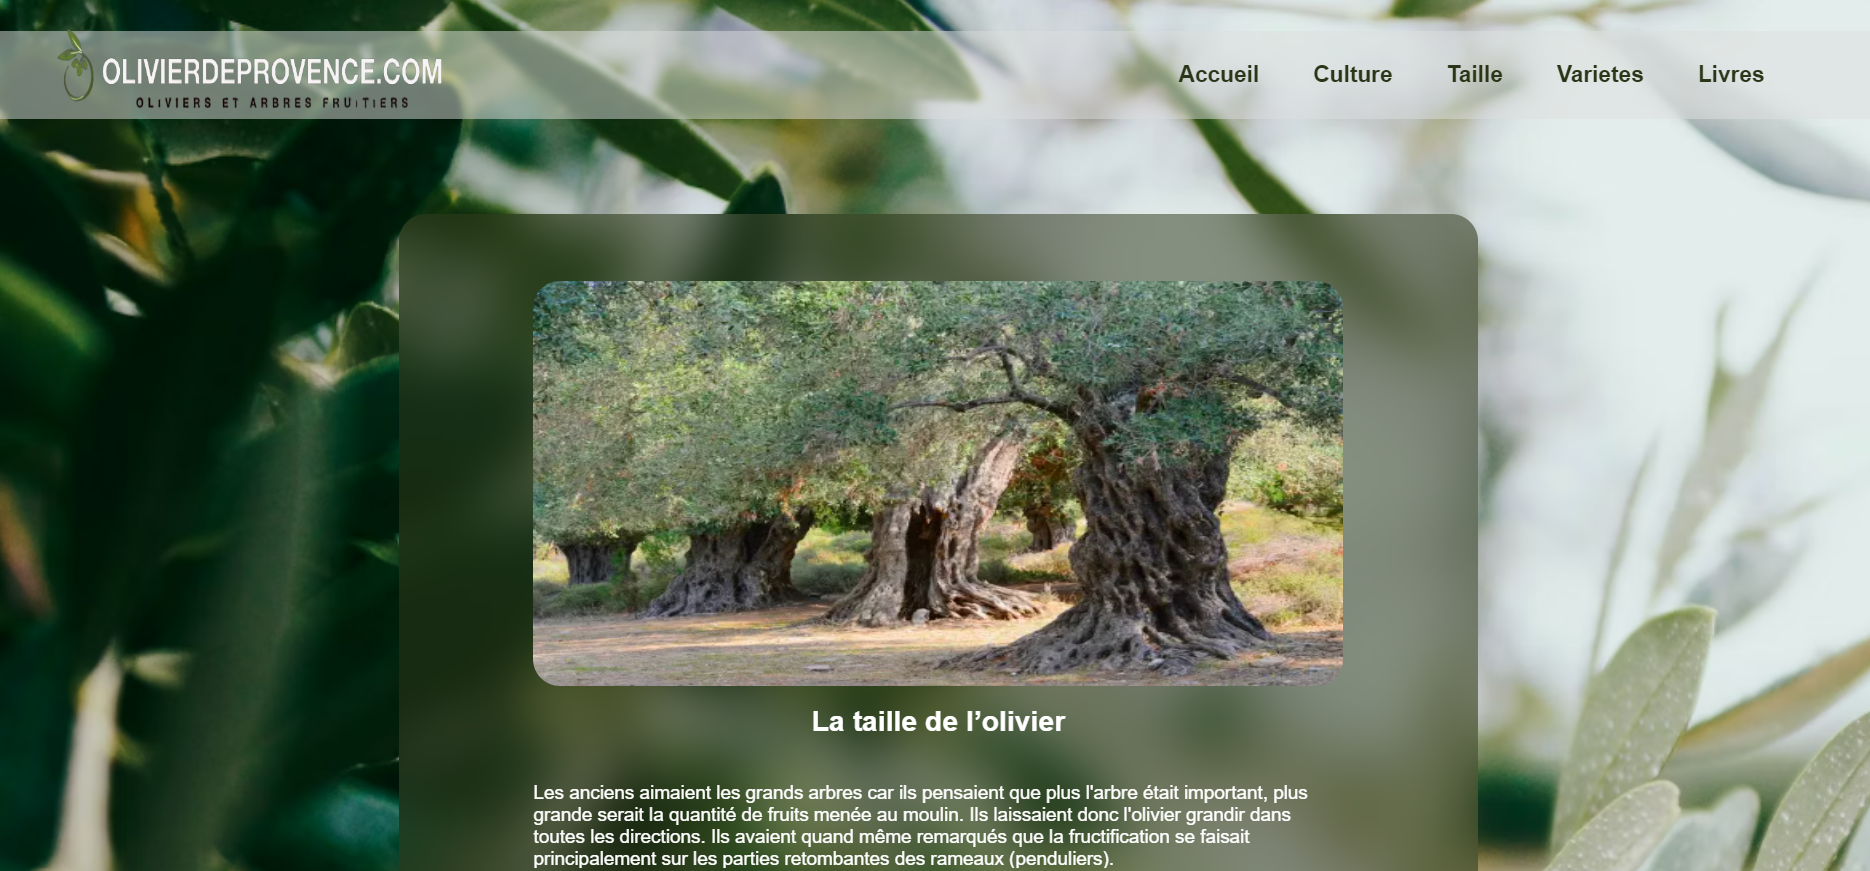 OLIVIERDEPROVENCE.COM
OLIVIERS ET ARBRES FRUITIERS
Accueil
Culture
Taille
Varietes
Livres
La taille de l’olivier
Les anciens aimaient les grands arbres car ils pensaient que plus l'arbre était important, plus
grande serait la quantité de fruits menée au moulin. Ils laissaient donc l'olivier grandir dans
toutes les directions. Ils avaient quand même remarqués que la fructification se faisait
principalement sur les parties retombantes des rameaux (penduliers).